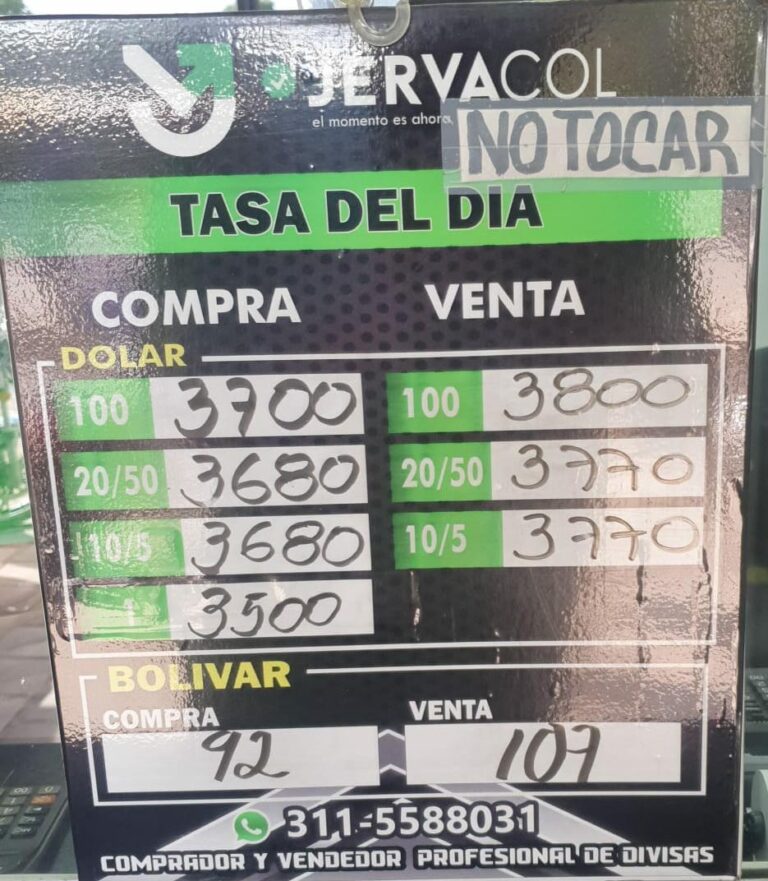 JERVACOL
el momento es ahora
NO TOCAR
TASA DEL DIA
COMPRA VENTA
DOLAR
100 3700 100 3800
20/50 3680 20/50 3770
10/5 3680 10/5 3770
1 3500
BOLIVAR
COMPRA VENTA
92 107
311-5588031
COMPRADOR Y VENDEDOR PROFESIONAL DE DIVISAS